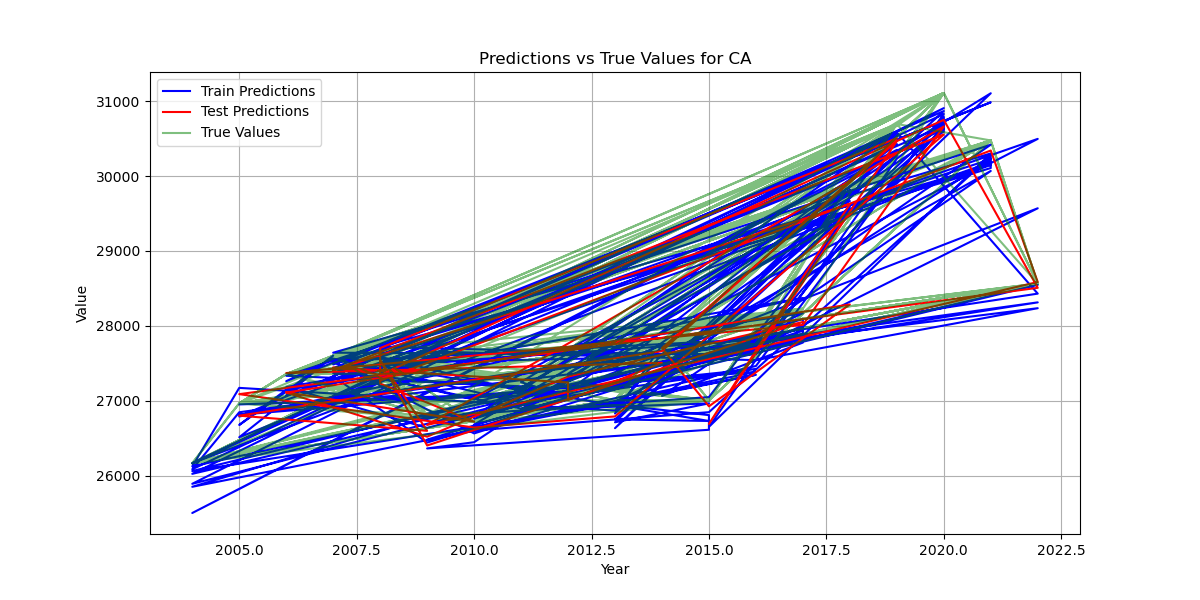 Predictions vs True Values for CA
Train Predictions
Test Predictions
True Values
31000
30000
29000
28000
27000
26000
Value
2005.0 2007.5 2010.0 2012.5 2015.0 2017.5 2020.0 2022.5
Year